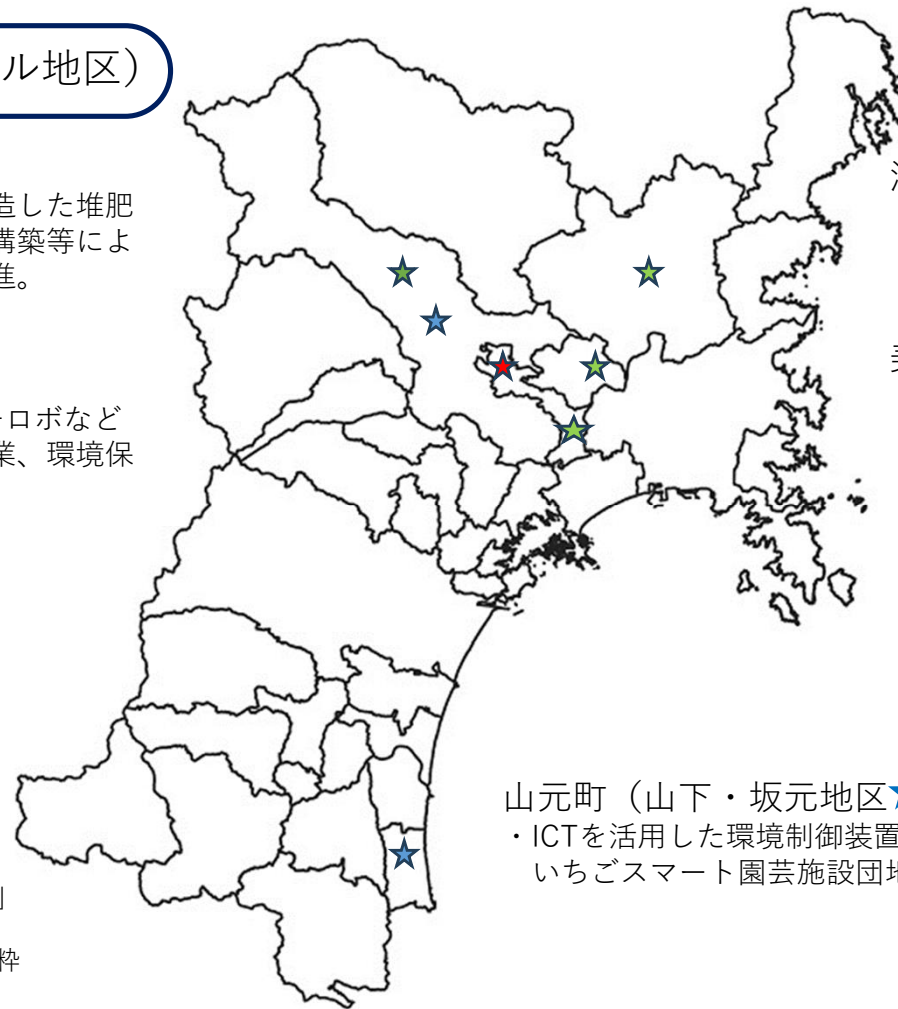 ル地区）
造した堆肥
構築等によ
進。
ロボなど
業、環境保
山元町（山下・坂元地区
・ICTを活用した環境制御装置
いちごスマート園芸施設団地
」
粋